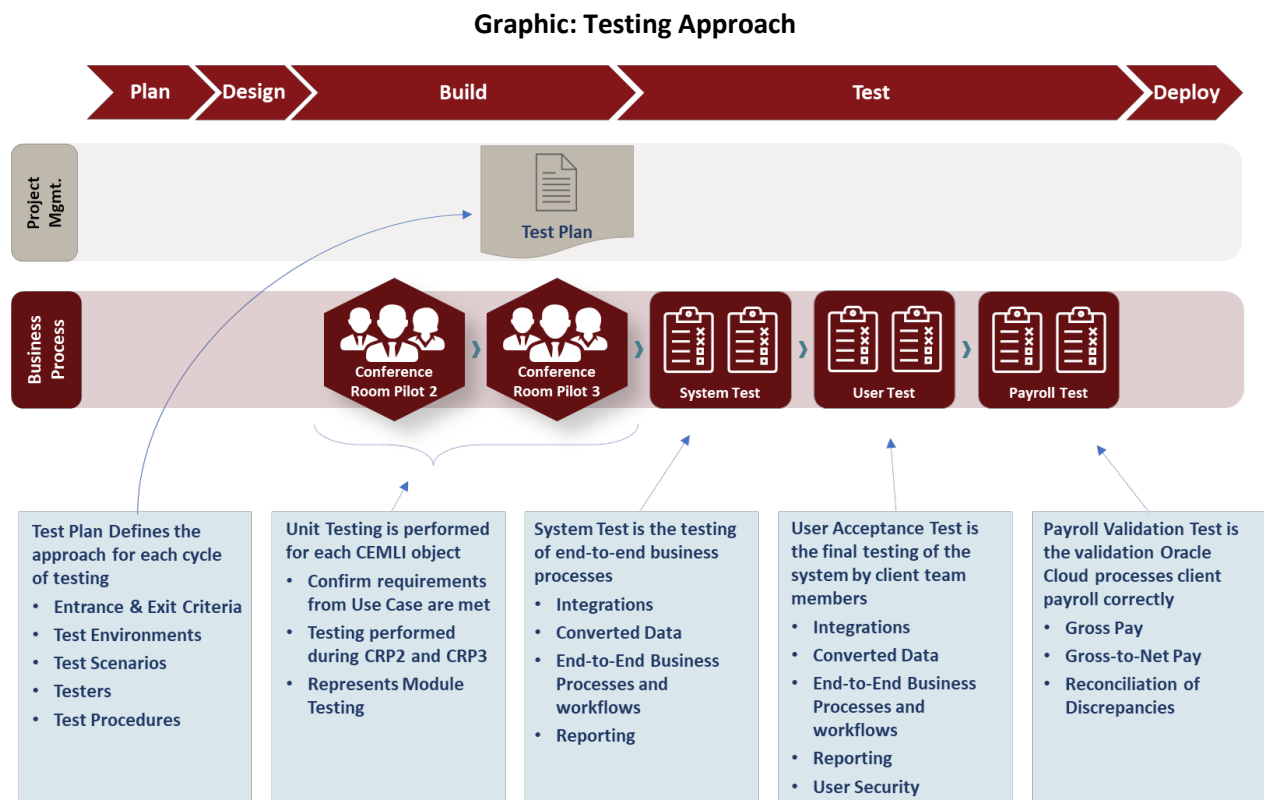 Graphic: Testing Approach
Plan
Design
Build
Test
Deploy
Project
Mgmt.
Test Plan
Business
Process
Conference
Room Pilot 2
Conference
Room Pilot 3
System Test
User Test
Payroll Test
Test Plan Defines the
approach for each cycle
of testing
• Entrance & Exit Criteria
• Test Environments
• Test Scenarios
• Testers
• Test Procedures
Unit Testing is performed
for each CEMLI object
• Confirm requirements
from Use Case are met
• Testing performed
during CRP2 and CRP3
• Represents Module
Testing
System Test is the testing
of end-to-end business
processes
• Integrations
• Converted Data
• End-to-End Business
Processes and
workflows
• Reporting
User Acceptance Test is
the final testing of the
system by client team
members
• Integrations
• Converted Data
• End-to-End Business
Processes and
workflows
• Reporting
• User Security
Payroll Validation Test is
the validation Oracle
Cloud processes client
payroll correctly
• Gross Pay
• Gross-to-Net Pay
• Reconciliation of
Discrepancies